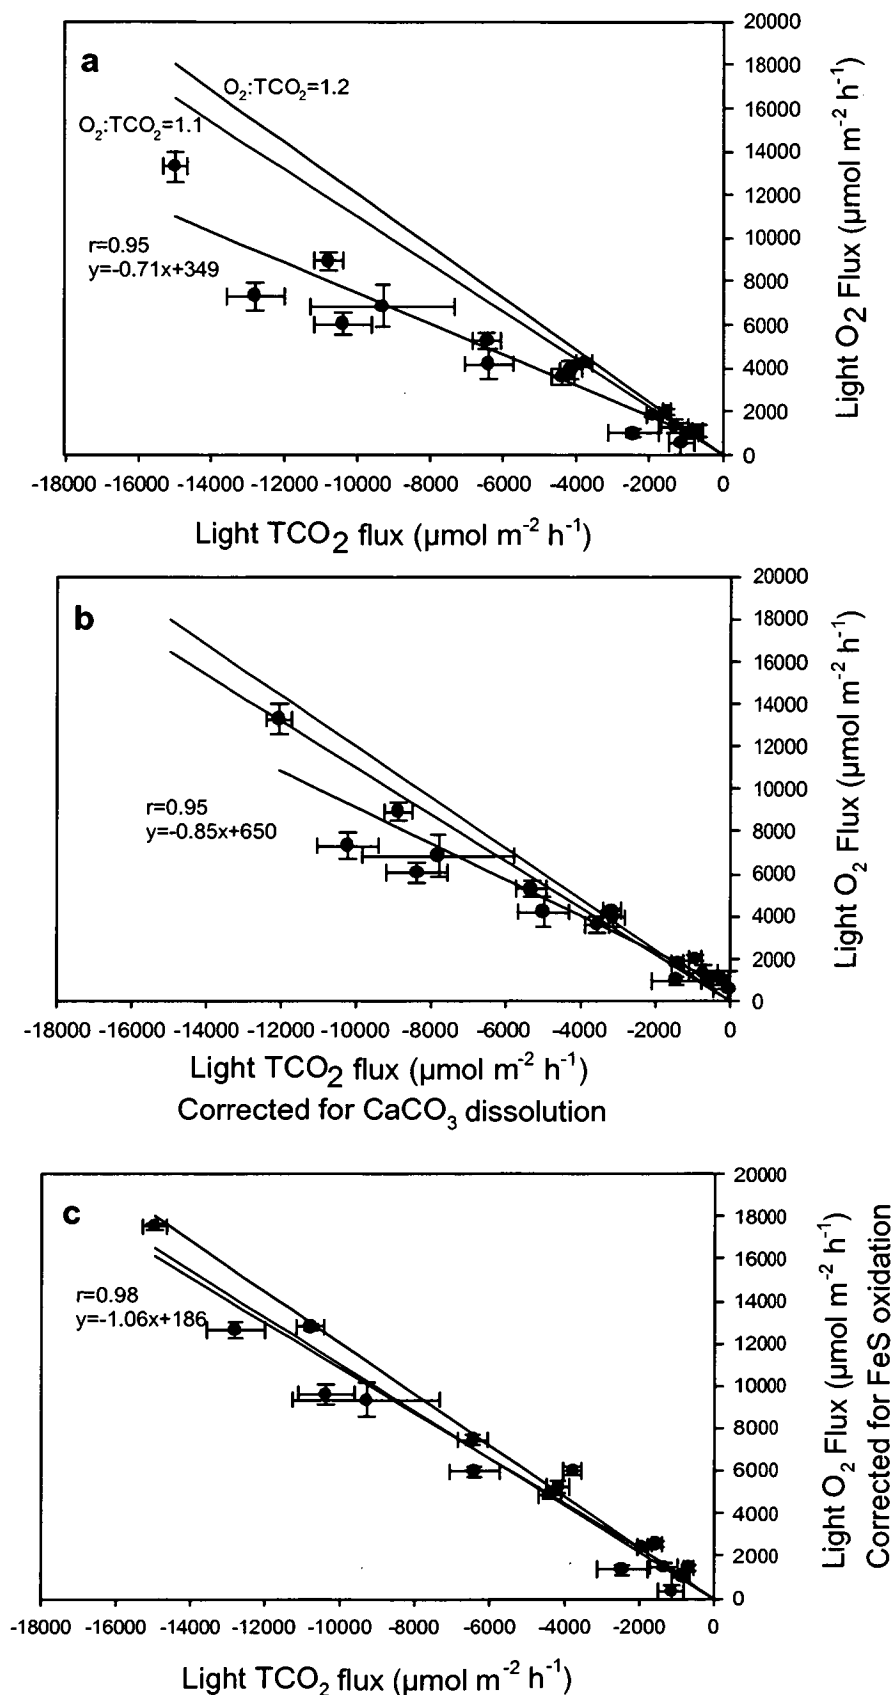 a
O2:TCO2=1.2
O2:TCO2=1.1
r=0.95
y=-0.71x+349
20000
18000
16000
14000
12000
10000
8000
6000
4000
2000
0
Light O2 Flux (µmol m-2 h-1)
-18000 -16000 -14000 -12000 -10000 -8000 -6000 -4000 -2000 0
Light TCO2 flux (µmol m-2 h-1)
b
r=0.95
y=-0.85x+650
20000
18000
16000
14000
12000
10000
8000
6000
4000
2000
0
Light O2 Flux (µmol m-2 h-1)
-18000 -16000 -14000 -12000 -10000 -8000 -6000 -4000 -2000 0
Light TCO2 flux (µmol m-2 h-1)
Corrected for CaCO3 dissolution
c
r=0.98
y=-1.06x+186
20000
18000
16000
14000
12000
10000
8000
6000
4000
2000
0
Light O2 Flux (µmol m-2 h-1)
Corrected for FeS oxidation
-18000 -16000 -14000 -12000 -10000 -8000 -6000 -4000 -2000 0
Light TCO2 flux (µmol m-2 h-1)